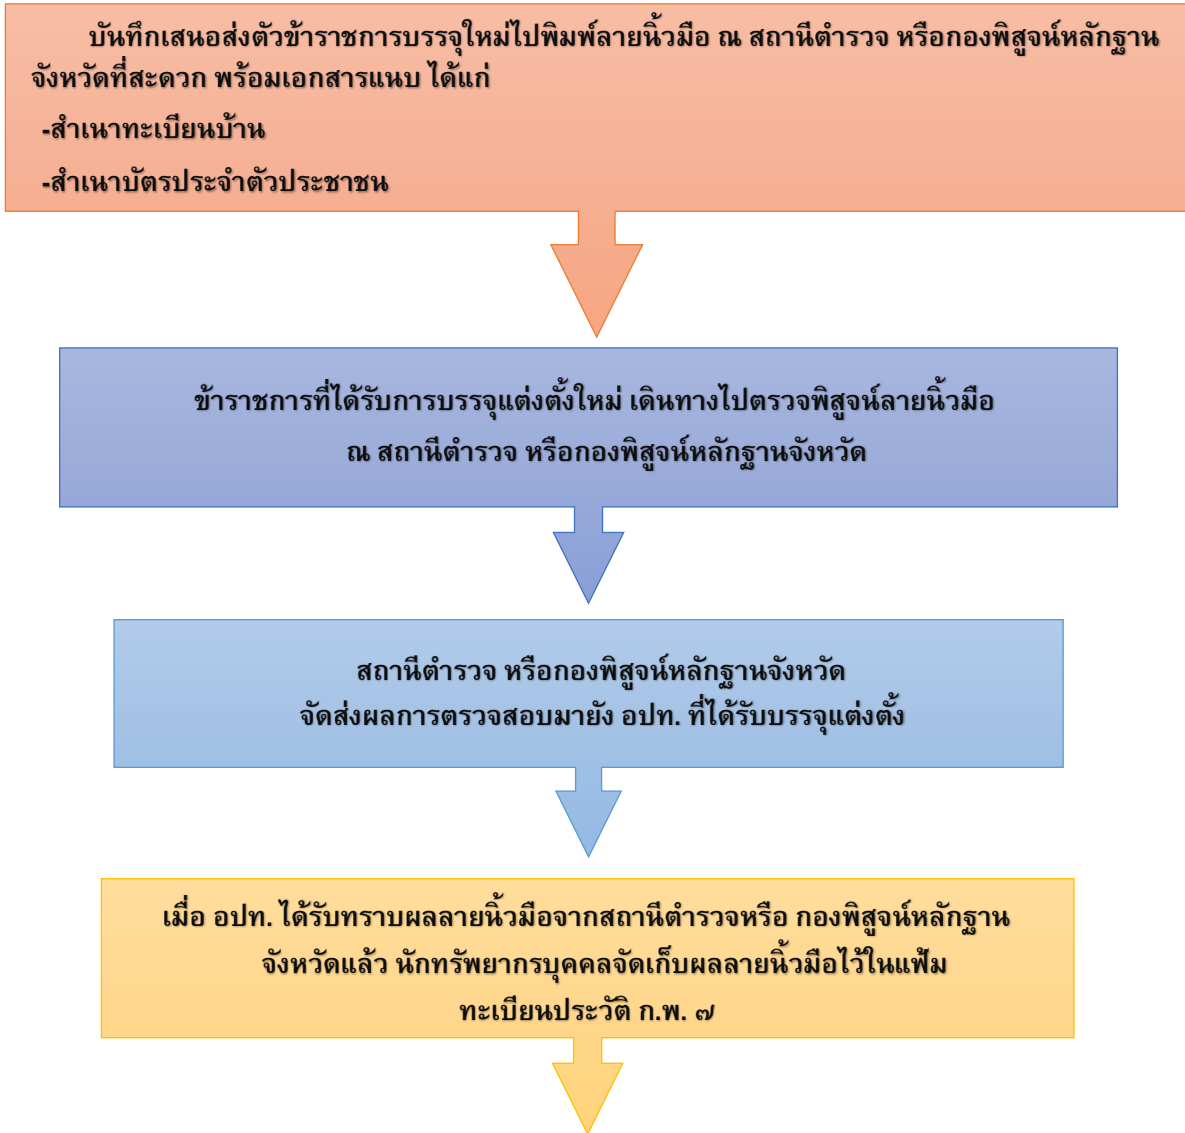 บันทึกเสนอส่งตัวข้าราชการบรรจุใหม่ไปพิมพ์ลายนิ้วมือ ณ สถานีตำรวจ หรือกองพิสูจน์หลักฐาน
จังหวัดที่สะดวก พร้อมเอกสารแนบ ได้แก่
-สำเนาทะเบียนบ้าน
-สำเนาบัตรประจำตัวประชาชน
ข้าราชการที่ได้รับการบรรจุแต่งตั้งใหม่ เดินทางไปตรวจพิสูจน์ลายนิ้วมือ
ณ สถานีตำรวจ หรือกองพิสูจน์หลักฐานจังหวัด
สถานีตำรวจ หรือกองพิสูจน์หลักฐานจังหวัด
จัดส่งผลการตรวจสอบมายัง อปท. ที่ได้รับบรรจุแต่งตั้ง
เมื่อ อปท. ได้รับทราบผลลายนิ้วมือจากสถานีตำรวจหรือ กองพิสูจน์หลักฐาน
จังหวัดแล้ว นักทรัพยากรบุคคลจัดเก็บผลลายนิ้วมือไว้ในแฟ้ม
ทะเบียนประวัติ ก.พ. ๗